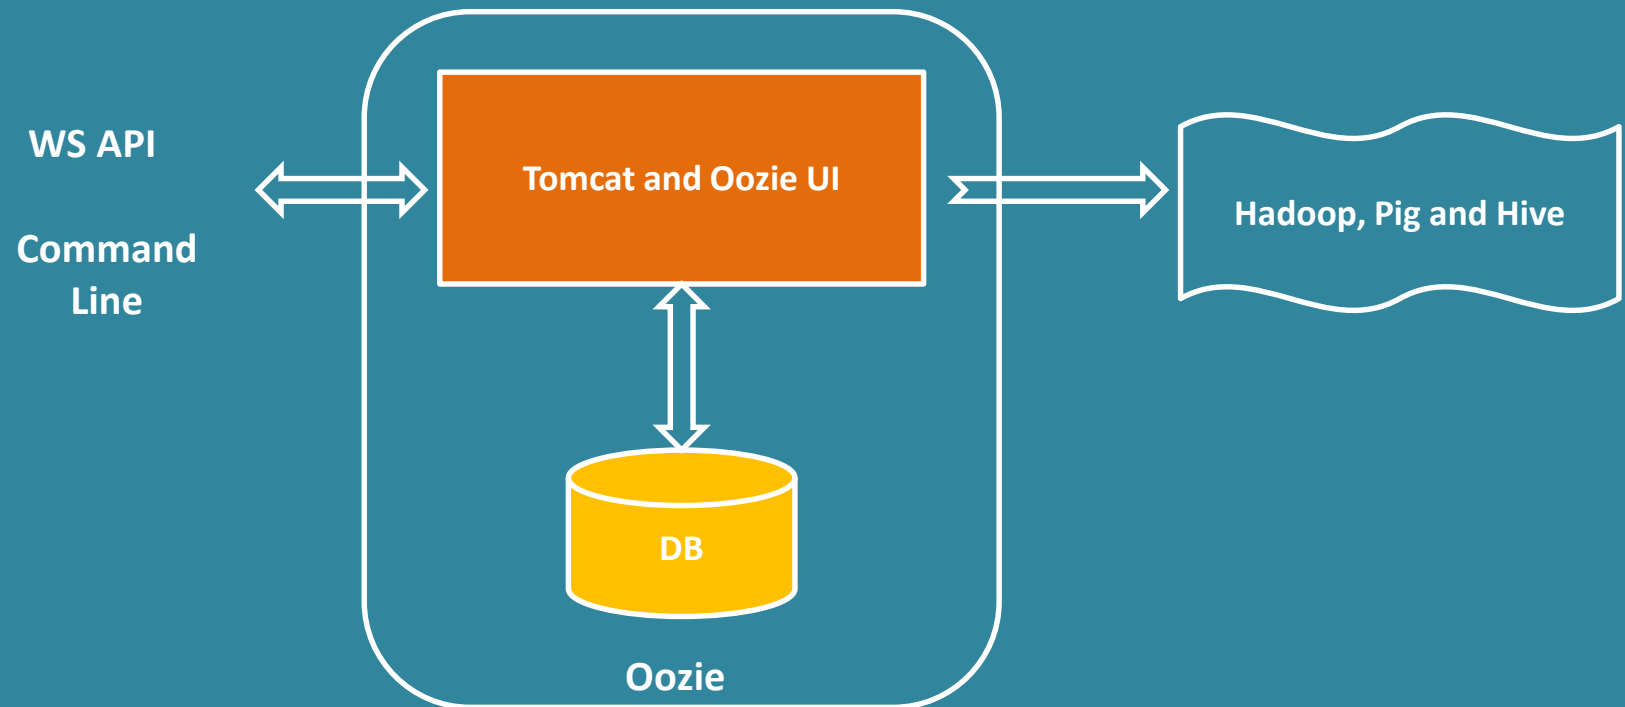 WS API
Command
Line
Tomcat and Oozie UI
DB
Oozie
Hadoop, Pig and Hive